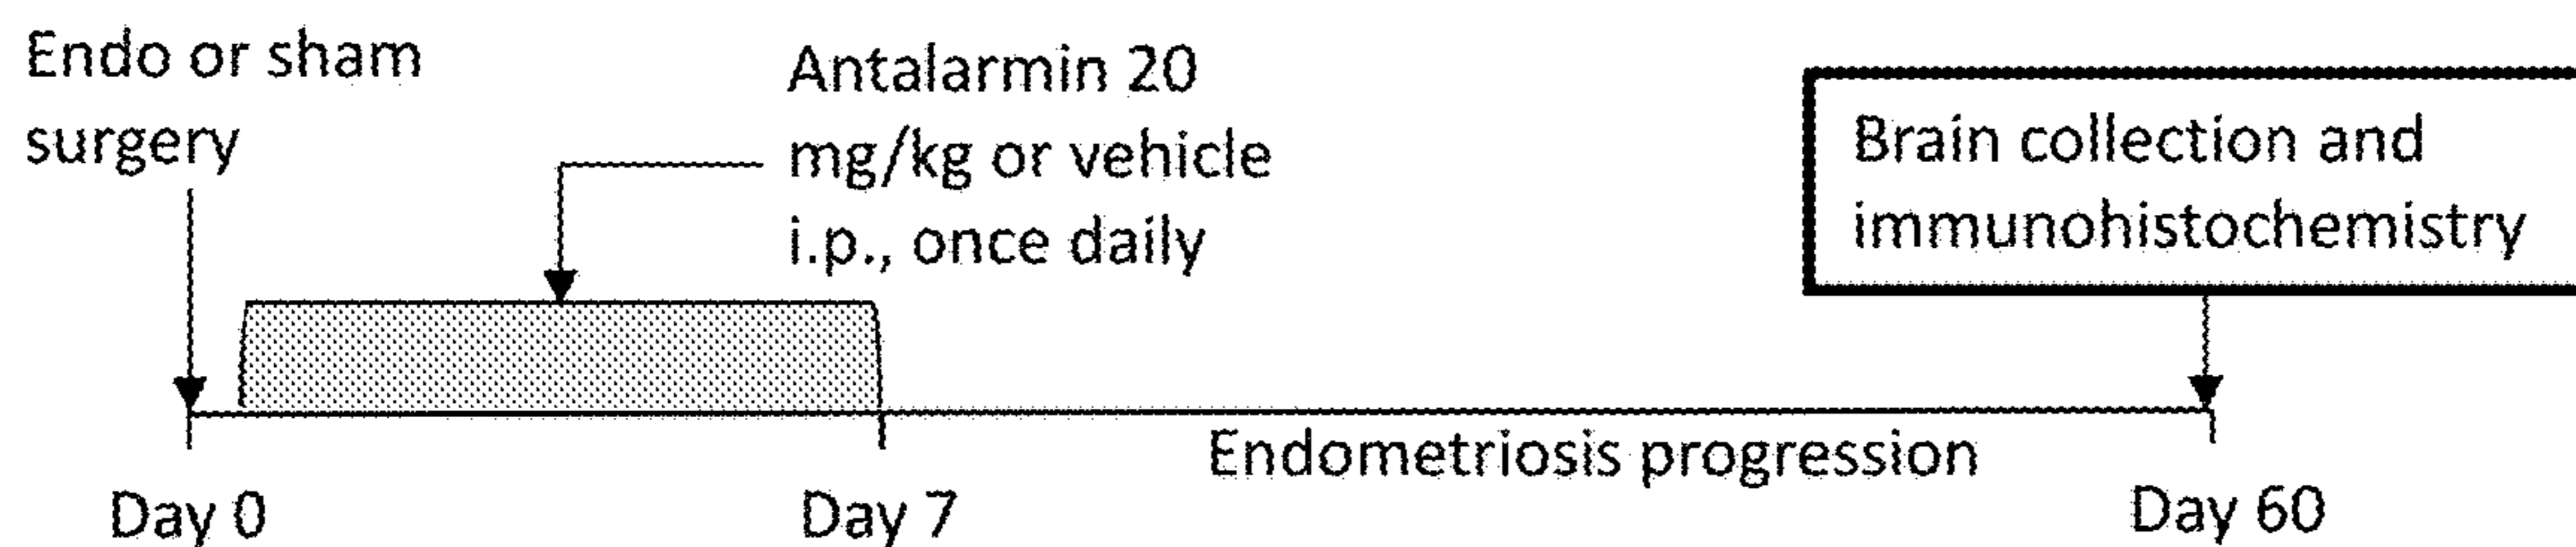 Endo or sham
surgery
Antalarmin 20
mg/kg or vehicle
i.p., once daily
Brain collection and
immunohistochemistry
Endometriosis progression
Day 0
Day 7
Day 60